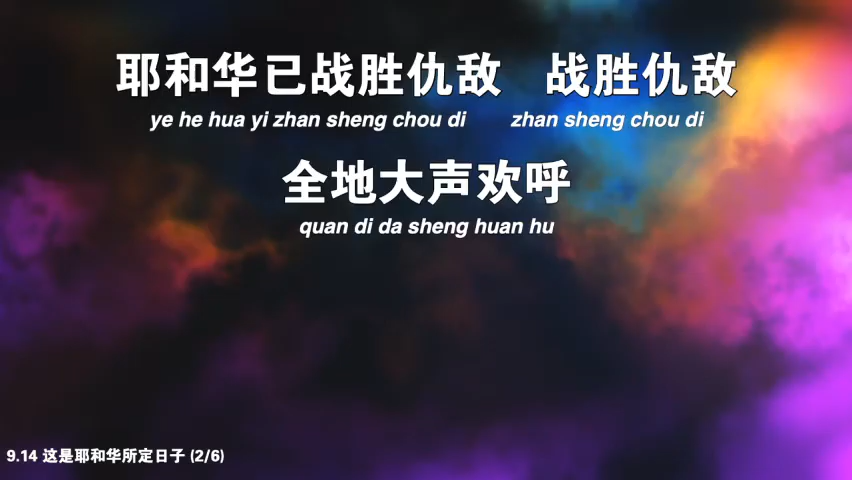 耶和华已战胜仇敌 战胜仇敌
ye he hua yi zhan sheng chou di zhan sheng chou di
全地大声欢呼
quan di da sheng huan hu
9.14 这是耶和华所定日子 (2/6)